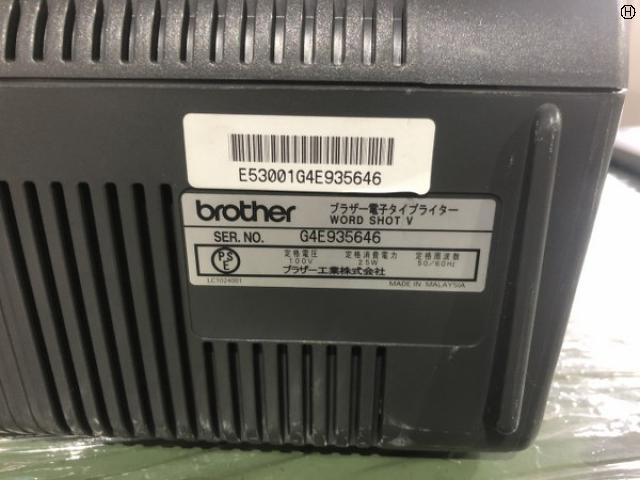 H
E53001G4E935646
brother ブラザー電子タイプライター
WORD SHOT V
SER. NO. G4E935646
PSE 定格電圧 定格消費電力 定格周波数
100V 25W 50/60Hz
ブラザー工業株式会社
LC1024001 MADE IN MALAYSIA